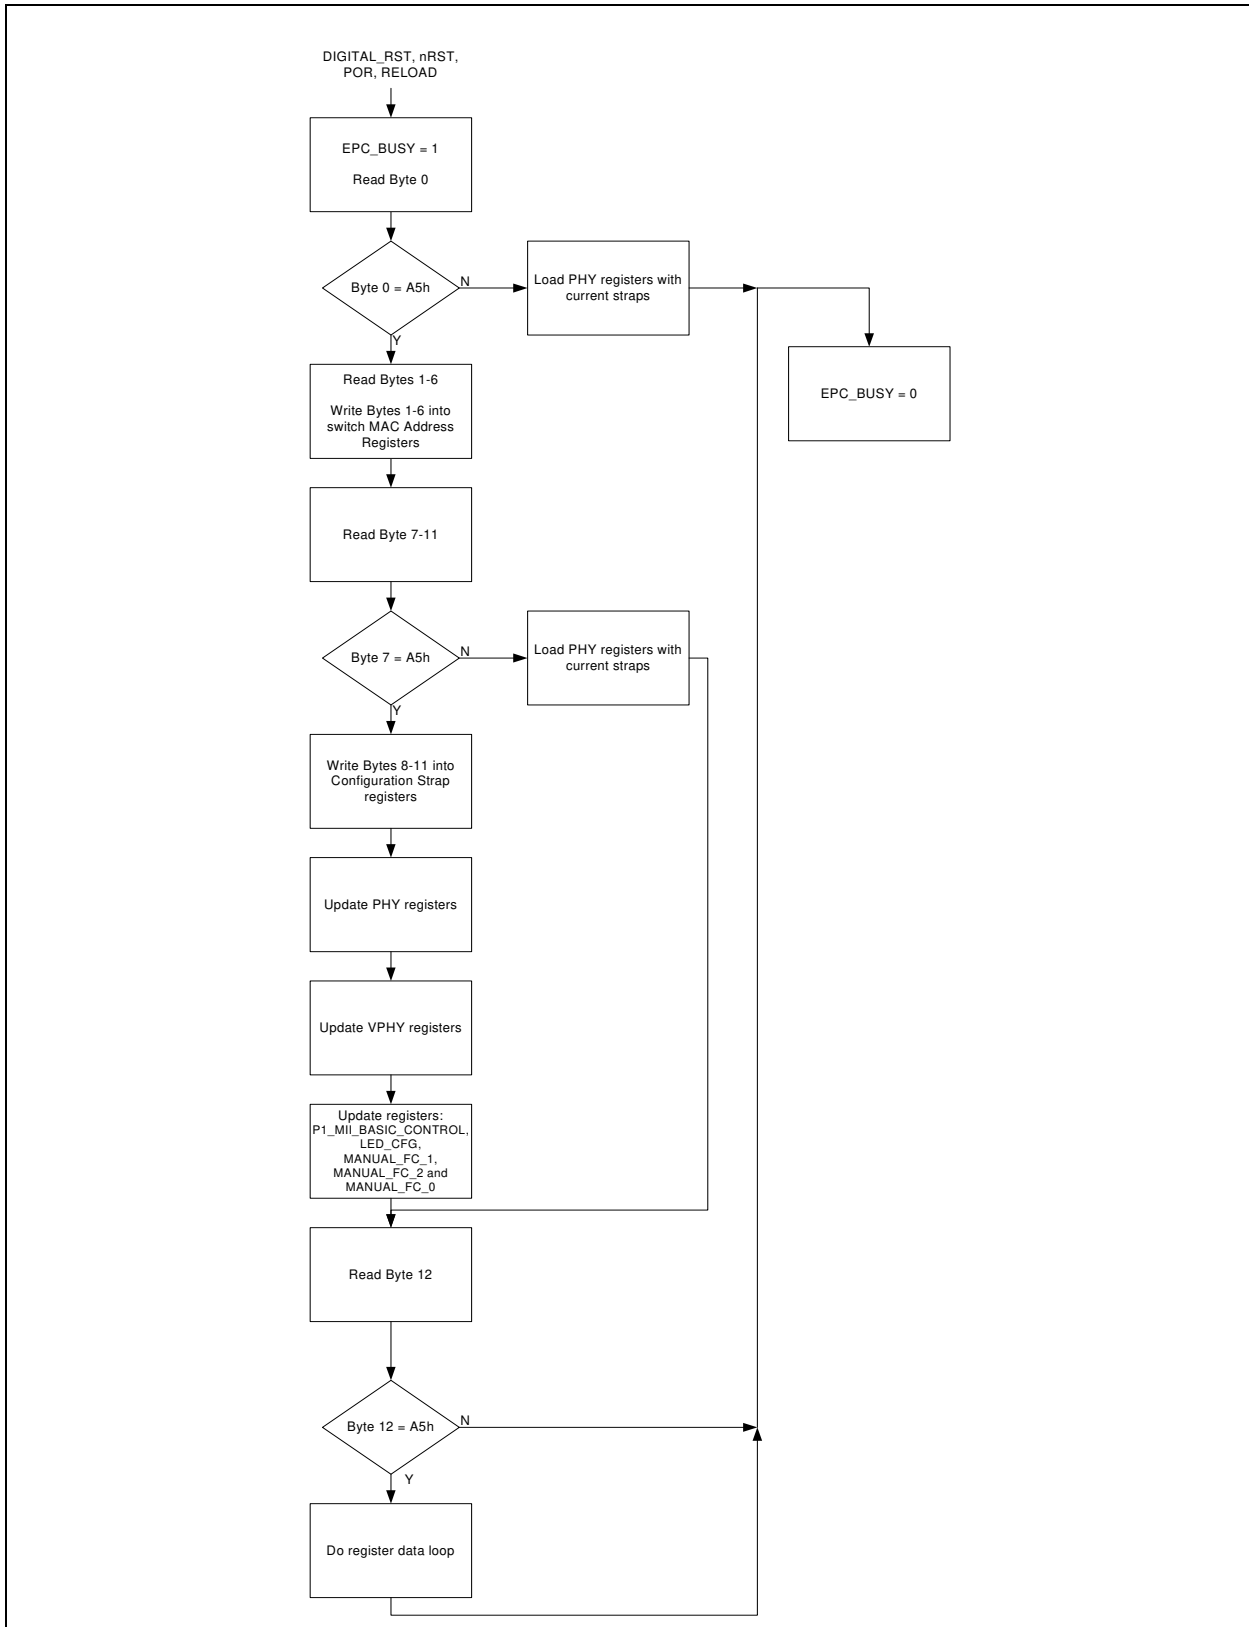 DIGITAL_RST, nRST,
POR, RELOAD
EPC_BUSY = 1
Read Byte 0
Byte 0 = A5h
N
Load PHY registers with
current straps
Y
EPC_BUSY = 0
Read Bytes 1-6
Write Bytes 1-6 into
switch MAC Address
Registers
Read Byte 7-11
Byte 7 = A5h
N
Load PHY registers with
current straps
Y
Write Bytes 8-11 into
Configuration Strap
registers
Update PHY registers
Update VPHY registers
Update registers:
P1_MII_BASIC_CONTROL,
LED_CFG,
MANUAL_FC_1,
MANUAL_FC_2 and
MANUAL_FC_0
Read Byte 12
Byte 12 = A5h
N
Y
Do register data loop